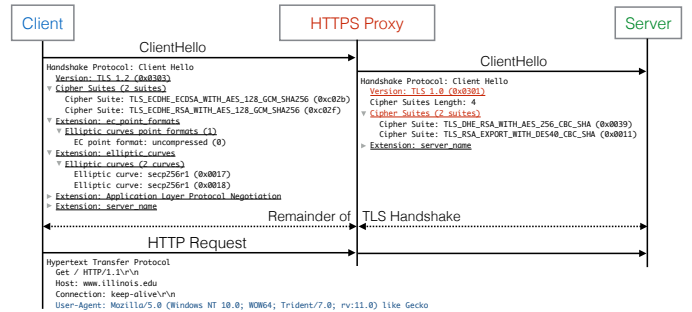 Client
HTTPS Proxy
Server
ClientHello
ClientHello
Handshake Protocol: Client Hello
Version: TLS 1.2 (0x0303)
▼ Cipher Suites (2 suites)
Cipher Suite: TLS_ECDHE_ECDSA_WITH_AES_128_GCM_SHA256 (0xc02b)
Cipher Suite: TLS_ECDHE_RSA_WITH_AES_128_GCM_SHA256 (0xc02f)
▼ Extension: ec_point_formats
▼ Elliptic curves point formats (1)
EC point format: uncompressed (0)
▼ Extension: elliptic_curves
▼ Elliptic curves (2 curves)
Elliptic curve: secp256r1 (0x0017)
Elliptic curve: secp256r1 (0x0018)
▶ Extension: Application Layer Protocol Negotiation
▶ Extension: server_name
Handshake Protocol: Client Hello
Version: TLS 1.0 (0x0301)
Cipher Suites Length: 4
▼ Cipher Suites (2 suites)
Cipher Suite: TLS_DHE_RSA_WITH_AES_256_CBC_SHA (0x0039)
Cipher Suite: TLS_RSA_EXPORT_WITH_DES40_CBC_SHA (0x0011)
▶ Extension: server_name
Remainder of TLS Handshake
HTTP Request
Hypertext Transfer Protocol
Get / HTTP/1.1\r\n
Host: www.illinois.edu
Connection: keep-alive\r\n
User-Agent: Mozilla/5.0 (Windows NT 10.0; WOW64; Trident/7.0; rv:11.0) like Gecko